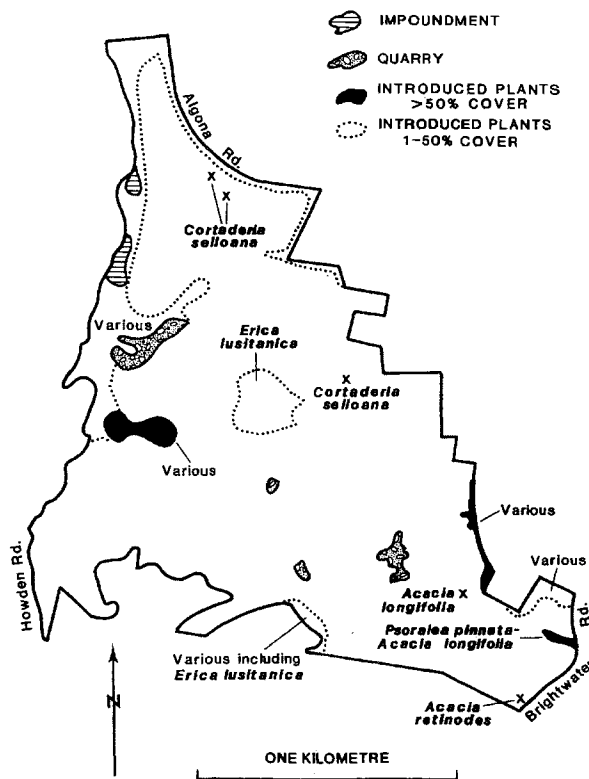 IMPOUNDMENT
QUARRY
INTRODUCED PLANTS
>50% COVER
INTRODUCED PLANTS
1-50% COVER
Algona
Rd.
x
x
Cortaderia
selloana
Various
Erica
lusitanica
x
Cortaderia
selloana
Various
Various
Various
Howden Rd.
Acacia x
longifolia
Psoralea pinnata-
Acacia longifolia
Rd.
Brightwater
Various including
Erica lusitanica
x
Acacia
retinodes
N
ONE KILOMETRE